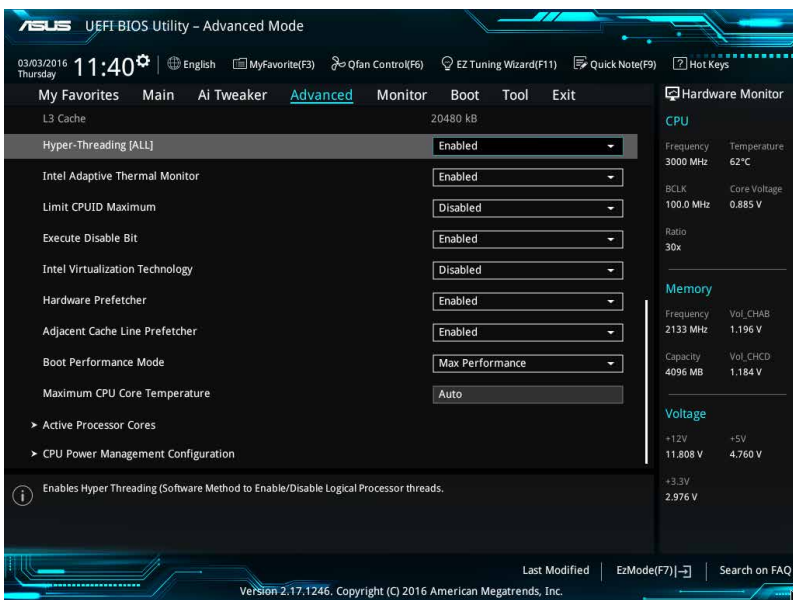 ASUS UEFI BIOS Utility – Advanced Mode
03/03/2016 Thursday 11:40 English MyFavorite(F3) Qfan Control(F6) EZ Tuning Wizard(F11) Quick Note(F9) ? Hot Keys
My Favorites Main Ai Tweaker Advanced Monitor Boot Tool Exit
L3 Cache 20480 kB
Hyper-Threading [ALL] Enabled
Intel Adaptive Thermal Monitor Enabled
Limit CPUID Maximum Disabled
Execute Disable Bit Enabled
Intel Virtualization Technology Disabled
Hardware Prefetcher Enabled
Adjacent Cache Line Prefetcher Enabled
Boot Performance Mode Max Performance
Maximum CPU Core Temperature Auto
> Active Processor Cores
> CPU Power Management Configuration
i Enables Hyper Threading (Software Method to Enable/Disable Logical Processor threads.
Hardware Monitor
CPU
Frequency Temperature
3000 MHz 62°C
BCLK Core Voltage
100.0 MHz 0.885 V
Ratio
30x
Memory
Frequency Vol_CHAB
2133 MHz 1.196 V
Capacity Vol_CHCD
4096 MB 1.184 V
Voltage
+12V +5V
11.808 V 4.760 V
+3.3V
2.976 V
Last Modified EzMode(F7) Search on FAQ
Version 2.17.1246. Copyright (C) 2016 American Megatrends, Inc.